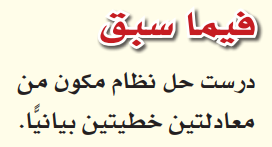 فيما سبق
درست حل نظام مكون من
معادلتين خطيتين بيانيًّا.